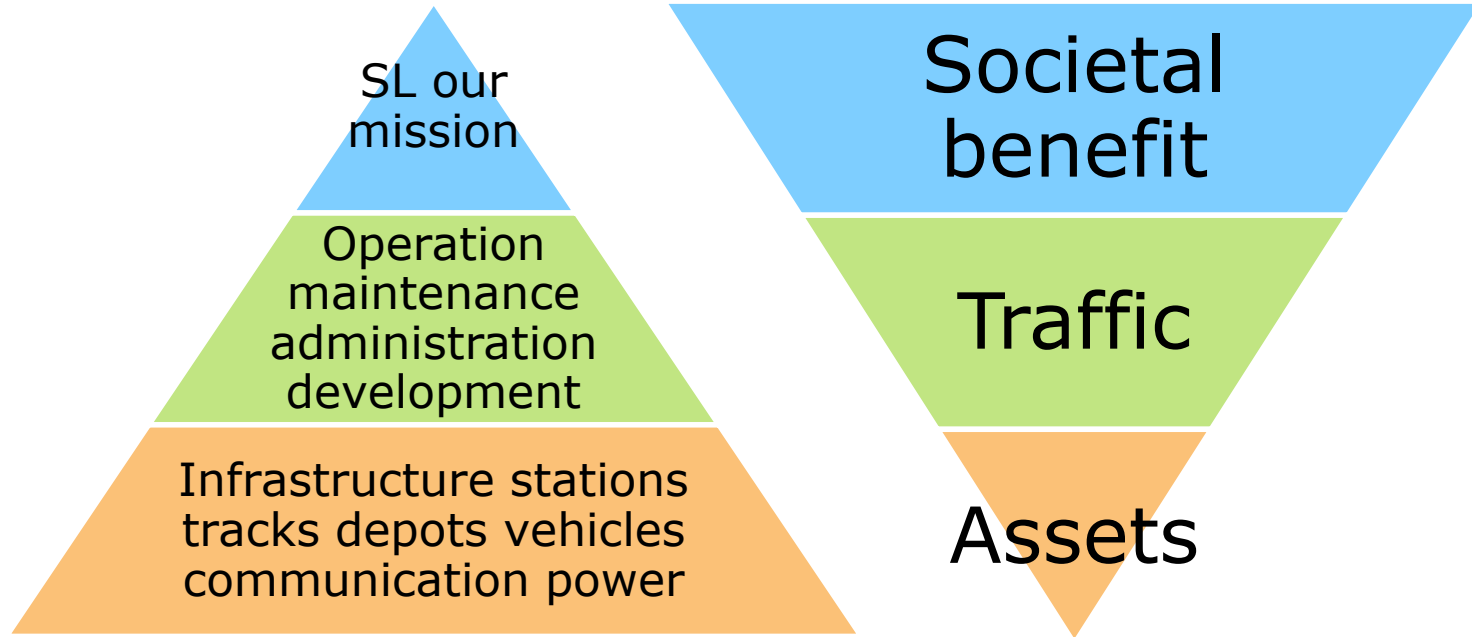 SL our
mission
Operation
maintenance
administration
development
Infrastructure stations
tracks depots vehicles
communication power
Societal
benefit
Traffic
Assets